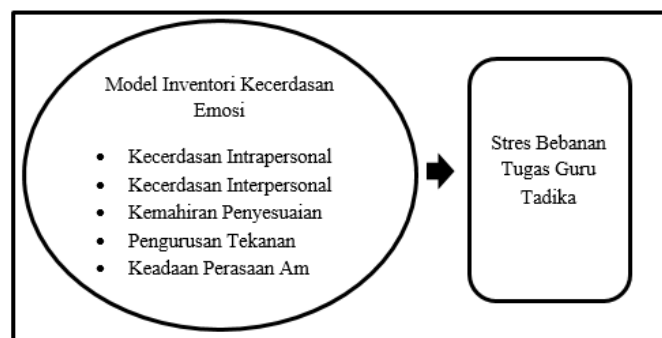 Model Inventori Kecerdasan
Emosi
• Kecerdasan Intrapersonal
• Kecerdasan Interpersonal
• Kemahiran Penyesuaian
• Pengurusan Tekanan
• Keadaan Perasaan Am
Stres Bebanan
Tugas Guru
Tadika